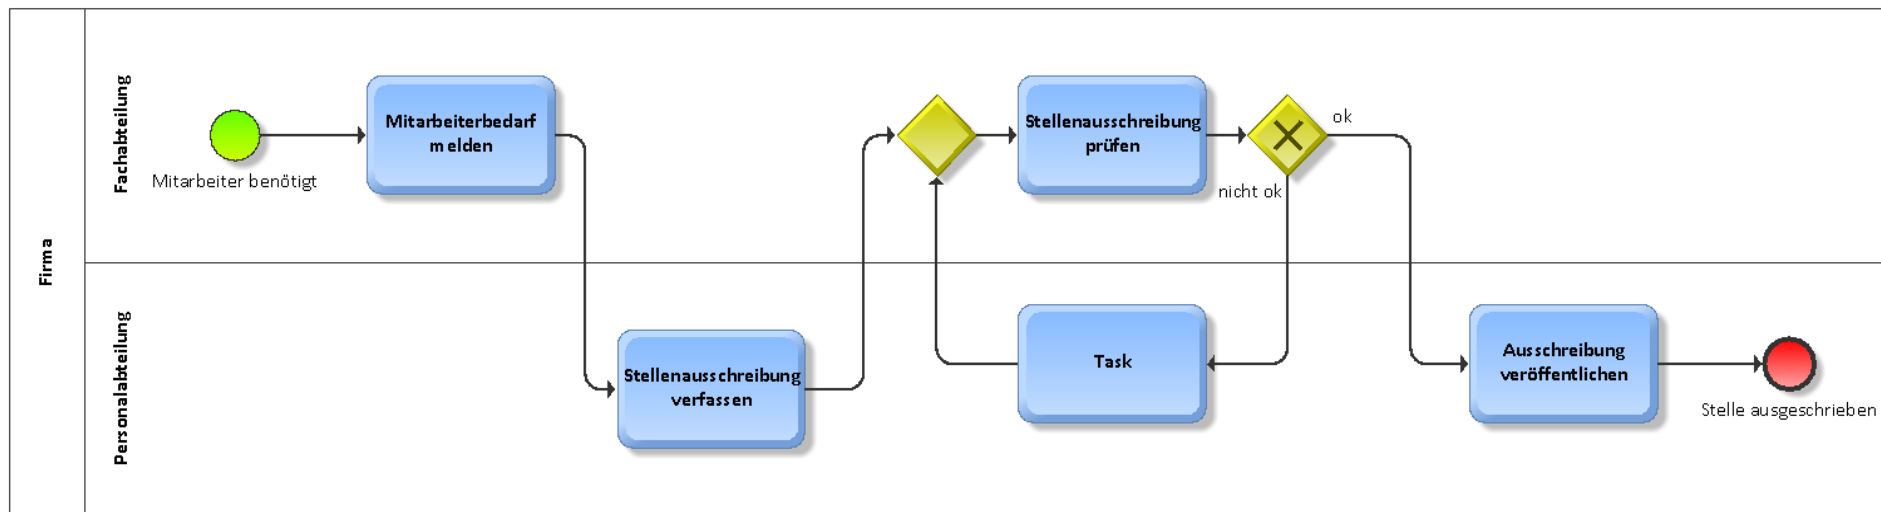 Firma
Fachabteilung
Mitarbeiter benötigt
Mitarbeiterbedarf
melden
Stellenausschreibung
prüfen
ok
nicht ok
Personalabteilung
Stellenausschreibung
verfassen
Task
Ausschreibung
veröffentlichen
Stelle ausgeschrieben